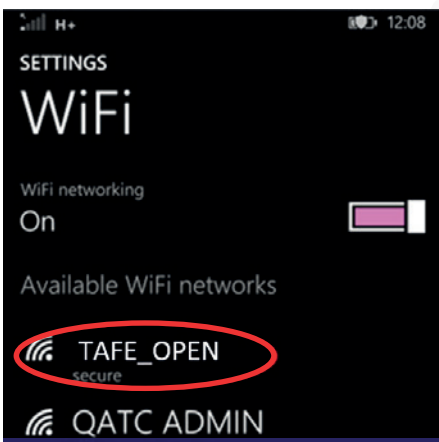 H+ 12:08
SETTINGS
WiFi
WiFi networking
On
Available WiFi networks
TAFE_OPEN
secure
QATC ADMIN